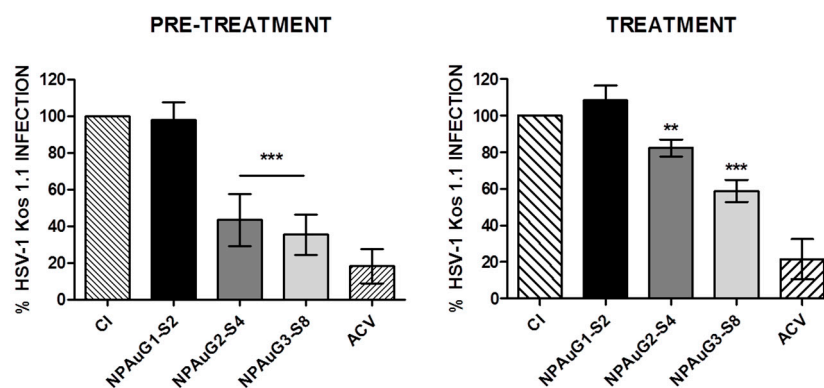 PRE-TREATMENT
% HSV-1 Kos 1.1 INFECTION
120
100
80
60
40
20
0
***
CI
NPAuG1-S2
NPAuG2-S4
NPAuG3-S8
ACV
TREATMENT
% HSV-1 Kos 1.1 INFECTION
120
100
80
60
40
20
0
**
***
CI
NPAuG1-S2
NPAuG2-S4
NPAuG3-S8
ACV